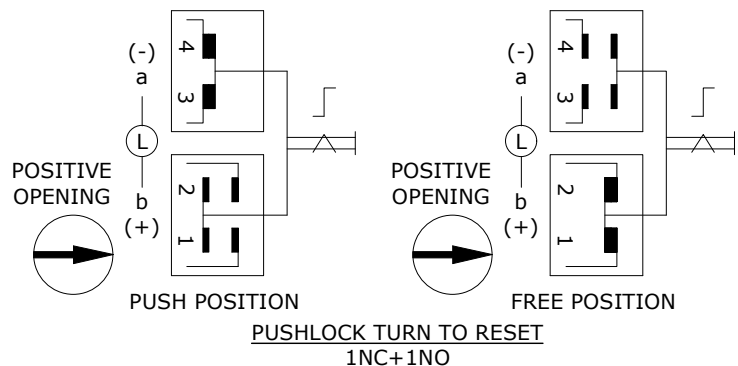 (-)
a
L
b
(+)
4
3
2
1
POSITIVE
OPENING
PUSH POSITION
(-)
a
L
b
(+)
4
3
2
1
POSITIVE
OPENING
FREE POSITION
PUSHLOCK TURN TO RESET
1NC+1NO